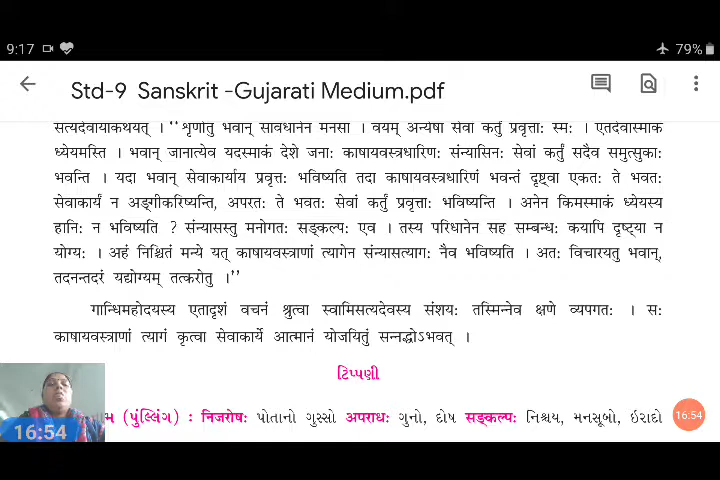 9:17
79%
Std-9 Sanskrit -Gujarati Medium.pdf
सत्यदेवायाकथयत् । "शृणोतु भवान् सावधानेन मनसा । वयम् अन्येषां सेवां कर्तुं प्रवृत्ताः स्मः । एतदेवास्माकं
ध्येयमस्ति । भवान् जानात्येव यदस्माकं देशे जनाः काषायवस्त्रधारिणः संन्यासिनः सेवां कर्तुं सदैव समुत्सुकाः
भवन्ति । यदा भवान् सेवाकार्याय प्रवृत्तः भविष्यति तदा काषायवस्त्रधारिणं भवन्तं दृष्ट्वा एकतः ते भवतः
सेवाकार्यं न अङ्गीकरिष्यन्ति, अपरतः ते भवतः सेवां कर्तुं प्रवृत्ताः भविष्यन्ति । अनेन किमस्माकं ध्येयस्य
हानिः न भविष्यति ? संन्यासस्तु मनोगतः सङ्कल्पः एव । तस्य परिधानेन सह सम्बन्धः कयापि दृष्ट्या न
योग्यः । अहं निश्चितं मन्ये यत् काषायवस्त्राणां त्यागेन संन्यासत्यागः नैव भविष्यति । अतः विचारयतु भवान्,
तदनन्तरं यद्योग्यम् तत्करोतु ।"
गान्धिमहोदयस्य एतादृशं वचनं श्रुत्वा स्वामिसत्यदेवस्य संशयः तस्मिन्नेव क्षणे व्यपगतः । सः
काषायवस्त्राणां त्यागं कृत्वा सेवाकार्ये आत्मानं योजयितुं सन्नद्धोऽभवत् ।
ટિપ્પણી
(પુંલ્લિંગ) : निजरोषः પોતાનો ગુસ્સો अपराधः ગુનો, દોષ सङ्कल्पः નિશ્ચય, મનસૂબો, ઇરાદો
16:54
16:54